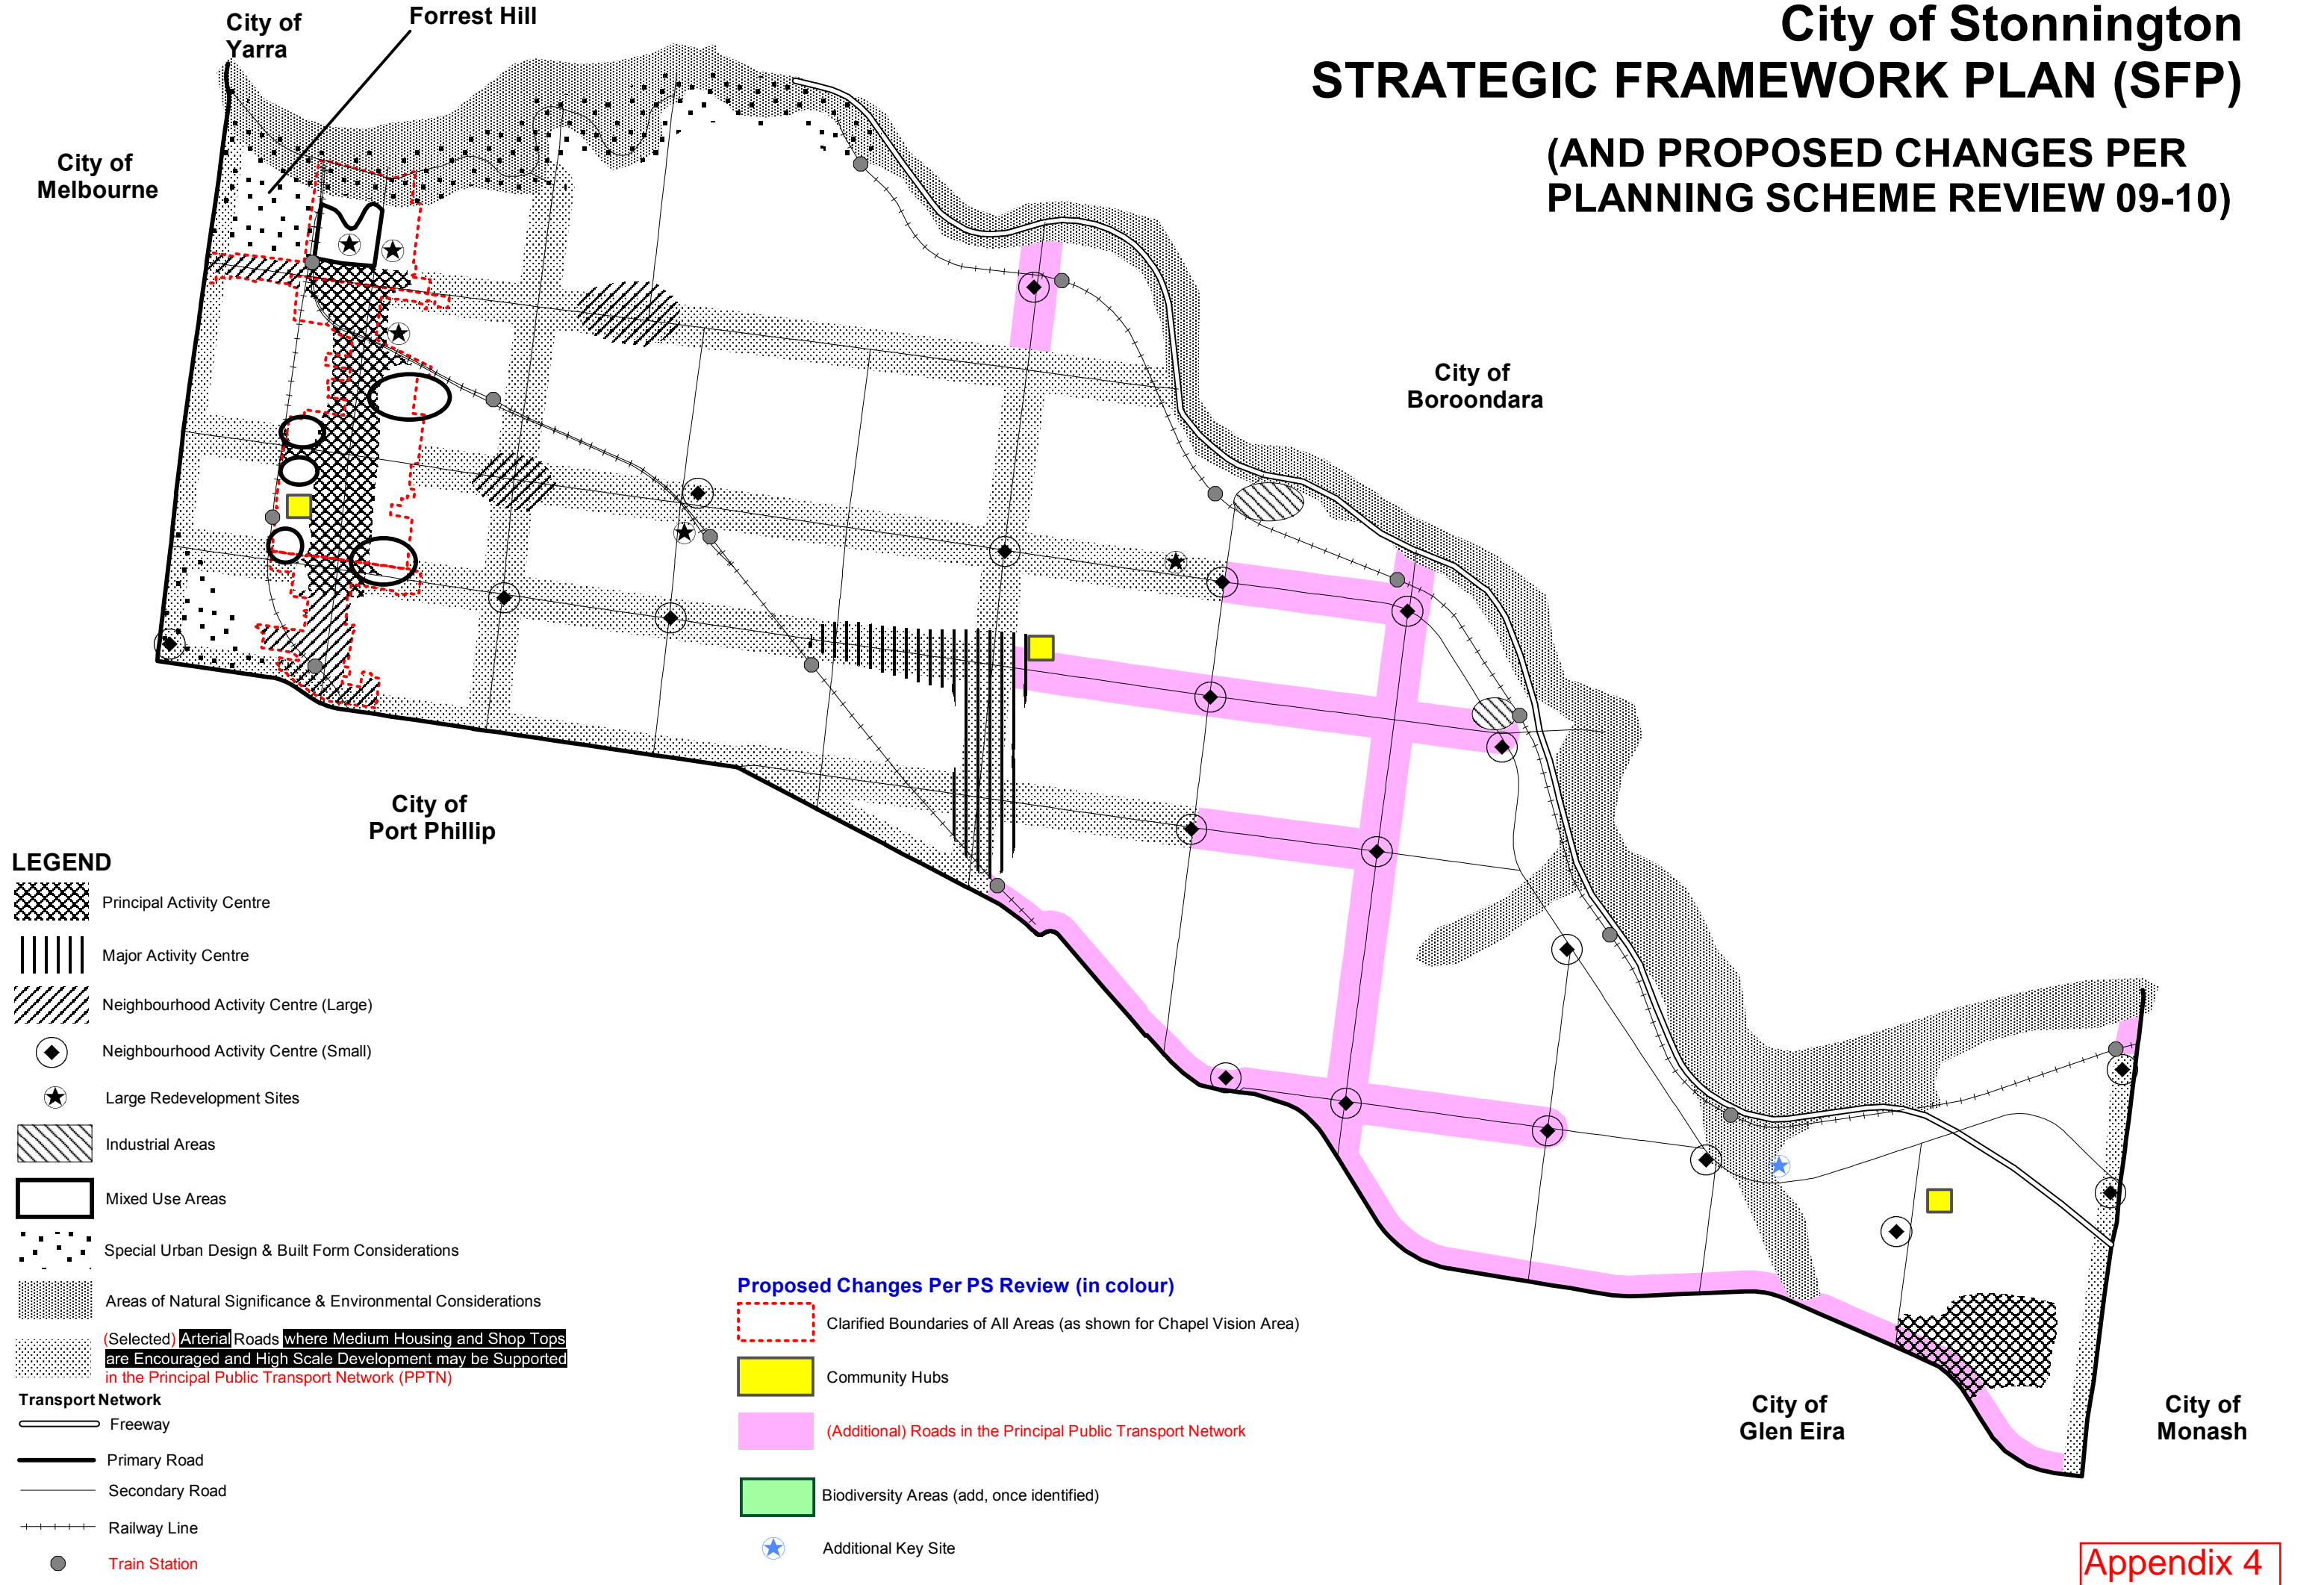 City of Stonnington
STRATEGIC FRAMEWORK PLAN (SFP)
(AND PROPOSED CHANGES PER
PLANNING SCHEME REVIEW 09-10)
Forrest Hill
City of
Yarra
City of
Melbourne
City of
Boroondara
City of
Port Phillip
City of
Glen Eira
City of
Monash
LEGEND
Principal Activity Centre
Major Activity Centre
Neighbourhood Activity Centre (Large)
Neighbourhood Activity Centre (Small)
Large Redevelopment Sites
Industrial Areas
Mixed Use Areas
Special Urban Design & Built Form Considerations
Areas of Natural Significance & Environmental Considerations
(Selected) Arterial Roads where Medium Housing and Shop Tops
are Encouraged and High Scale Development may be Supported
in the Principal Public Transport Network (PPTN)
Transport Network
Freeway
Primary Road
Secondary Road
Railway Line
Train Station
Proposed Changes Per PS Review (in colour)
Clarified Boundaries of All Areas (as shown for Chapel Vision Area)
Community Hubs
(Additional) Roads in the Principal Public Transport Network
Biodiversity Areas (add, once identified)
Additional Key Site
Appendix 4